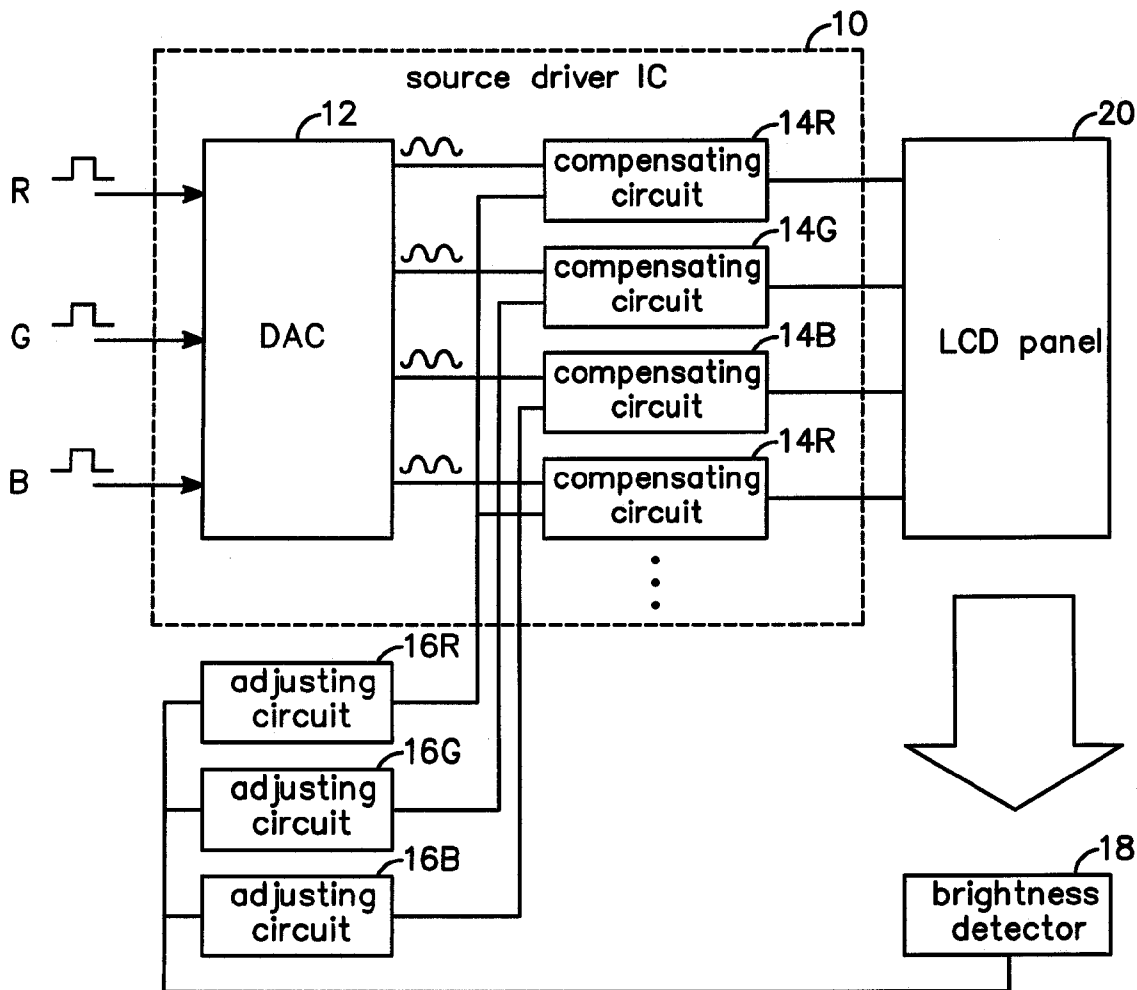 10
source driver IC
12
14R
20
R
compensating
circuit
14G
compensating
circuit
G
DAC
LCD panel
14B
compensating
circuit
14R
B
compensating
circuit
16R
adjusting
circuit
16G
adjusting
circuit
16B
adjusting
circuit
18
brightness
detector